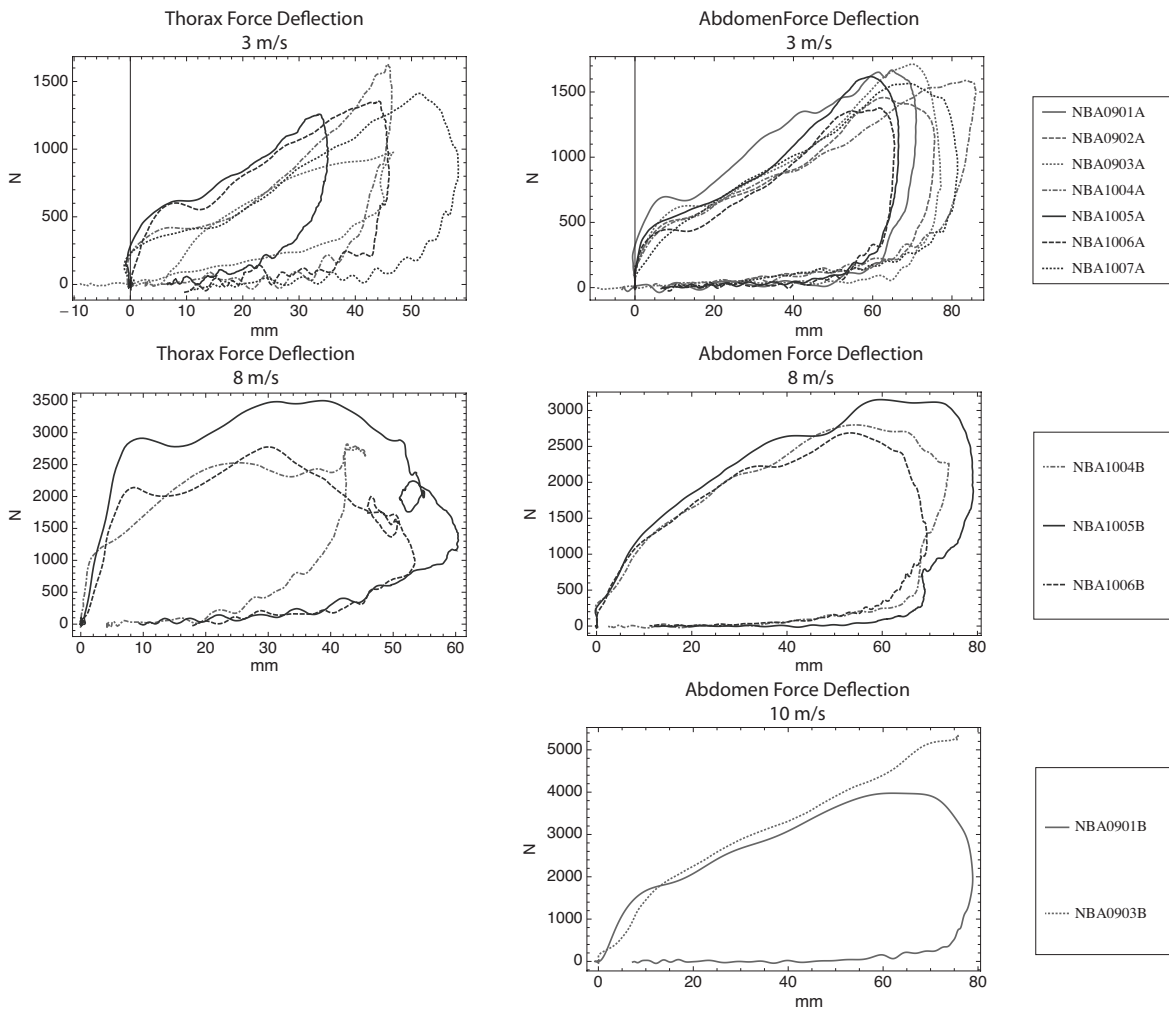 Thorax Force Deflection
3 m/s
1500
1000
500
0
N
−10 0 10 20 30 40 50
mm
AbdomenForce Deflection
3 m/s
1500
1000
500
0
N
0 20 40 60 80
mm
NBA0901A
NBA0902A
NBA0903A
NBA1004A
NBA1005A
NBA1006A
NBA1007A
Thorax Force Deflection
8 m/s
3500
3000
2500
2000
1500
1000
500
0
N
0 10 20 30 40 50 60
mm
Abdomen Force Deflection
8 m/s
3000
2500
2000
1500
1000
500
0
N
0 20 40 60 80
mm
NBA1004B
NBA1005B
NBA1006B
Abdomen Force Deflection
10 m/s
5000
4000
3000
2000
1000
0
N
0 20 40 60 80
mm
NBA0901B
NBA0903B